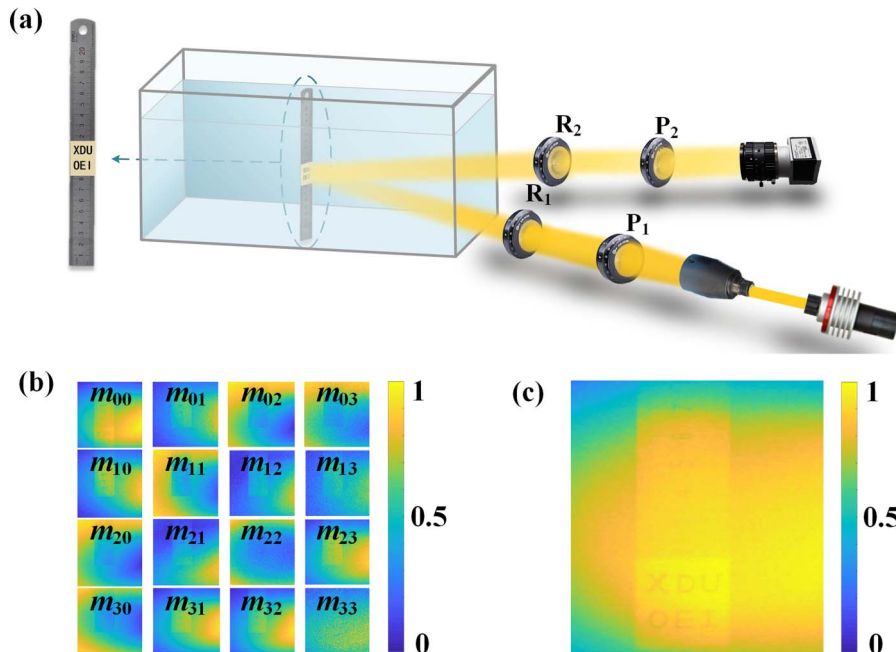 (a)
20
XDU
OEI
R₂
P₂
R₁
P₁
(b)
m₀₀ m₀₁ m₀₂ m₀₃
m₁₀ m₁₁ m₁₂ m₁₃
m₂₀ m₂₁ m₂₂ m₂₃
m₃₀ m₃₁ m₃₂ m₃₃
1
0.5
0
(c)
XDU
OEI
1
0.5
0